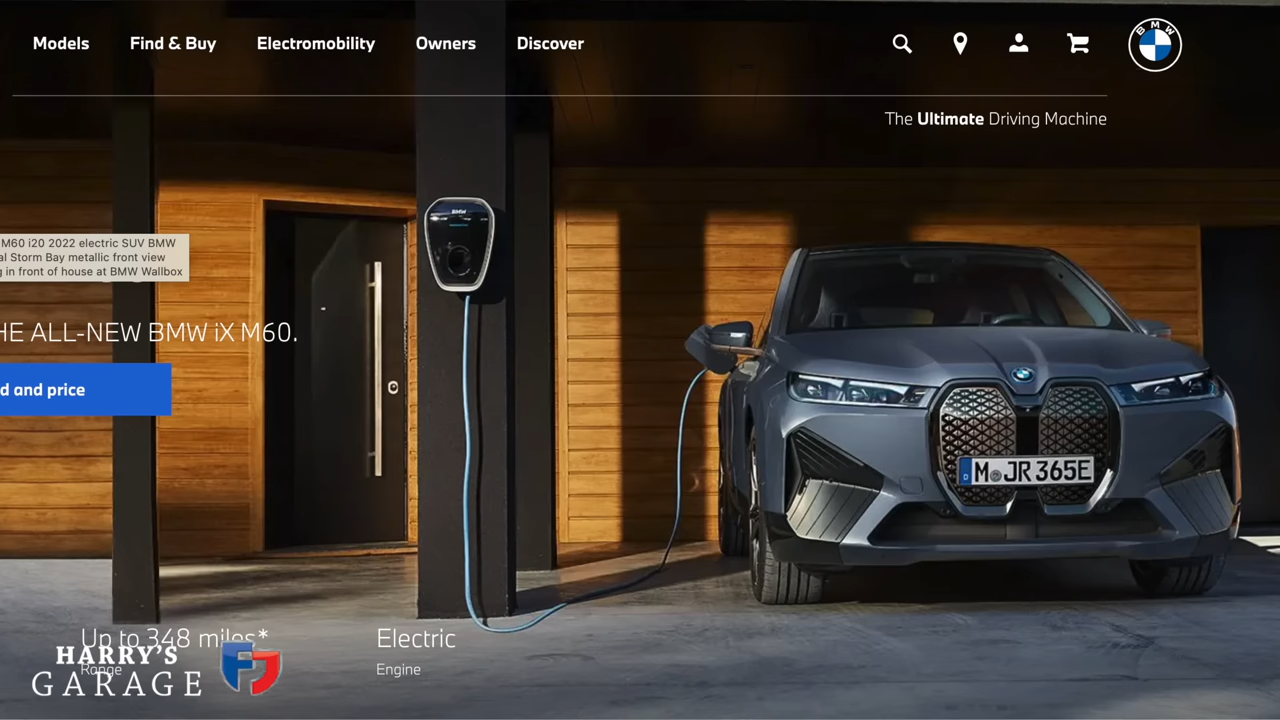 Models
Find & Buy
Electromobility
Owners
Discover
BMW
The Ultimate Driving Machine
BMW
M60 i20 2022 electric SUV BMW
al Storm Bay metallic front view
g in front of house at BMW Wallbox
HE ALL-NEW BMW iX M60.
d and price
D M JR 365E
Up to 348 miles*
Electric
Range
Engine
HARRY'S
GARAGE